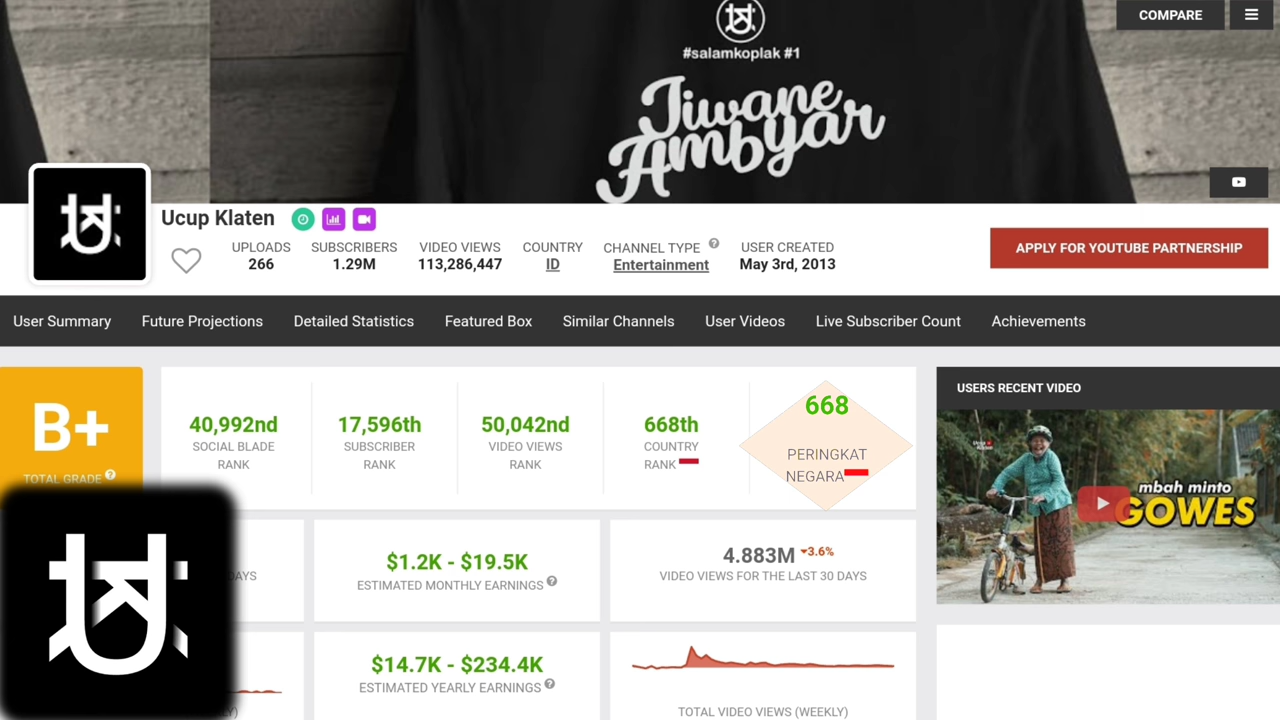 COMPARE
#salamkoplak #1
Jiwane
Ambyar
Ucup Klaten
UPLOADS
266
SUBSCRIBERS
1.29M
VIDEO VIEWS
113,286,447
COUNTRY
ID
CHANNEL TYPE ?
Entertainment
USER CREATED
May 3rd, 2013
APPLY FOR YOUTUBE PARTNERSHIP
User Summary Future Projections Detailed Statistics Featured Box Similar Channels User Videos Live Subscriber Count Achievements
B+
TOTAL GRADE ?
40,992nd
SOCIAL BLADE
RANK
17,596th
SUBSCRIBER
RANK
50,042nd
VIDEO VIEWS
RANK
668th
COUNTRY
RANK
668
PERINGKAT
NEGARA
USERS RECENT VIDEO
mbah minto
GOWES
DAYS
$1.2K - $19.5K
ESTIMATED MONTHLY EARNINGS ?
4.883M 3.6%
VIDEO VIEWS FOR THE LAST 30 DAYS
LY)
$14.7K - $234.4K
ESTIMATED YEARLY EARNINGS ?
TOTAL VIDEO VIEWS (WEEKLY)